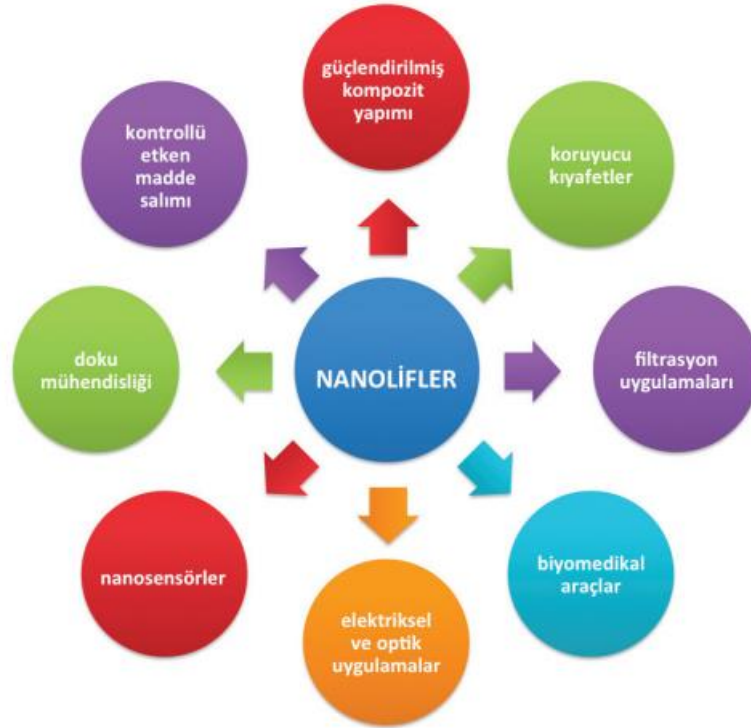 güçlendirilmiş
kompozit
yapımı
koruyucu
kıyafetler
filtrasyon
uygulamaları
biyomedikal
araçlar
elektriksel
ve optik
uygulamalar
nanosensörler
doku
mühendisliği
kontrollü
etken
madde
salımı
NANOLİFLER